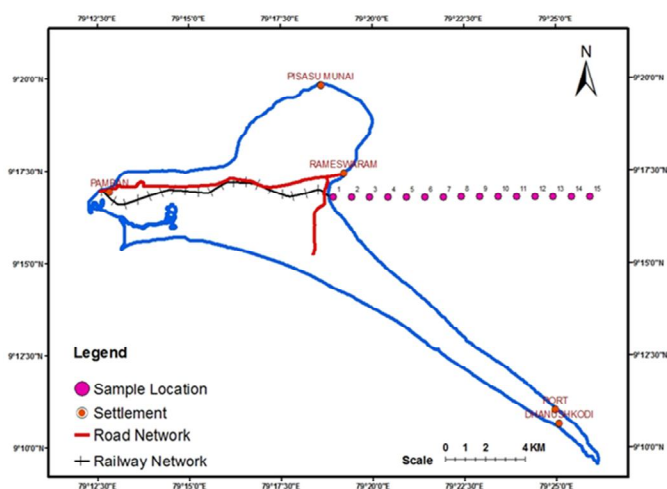 79°12'30"E 79°15'0"E 79°17'30"E 79°20'0"E 79°22'30"E 79°25'0"E
N
PISASU MUNAI
9°20'0"N 9°20'0"N
RAMESWARAM
9°17'30"N 9°17'30"N
PAMPAN
1 2 3 4 5 6 7 8 9 10 11 12 13 14 15
9°15'0"N 9°15'0"N
9°12'30"N 9°12'30"N
Legend
Sample Location
Settlement
Road Network
Railway Network
PORT
DHANUSHKODI
9°10'0"N 9°10'0"N
Scale 0 1 2 4 KM
79°12'30"E 79°15'0"E 79°17'30"E 79°20'0"E 79°22'30"E 79°25'0"E